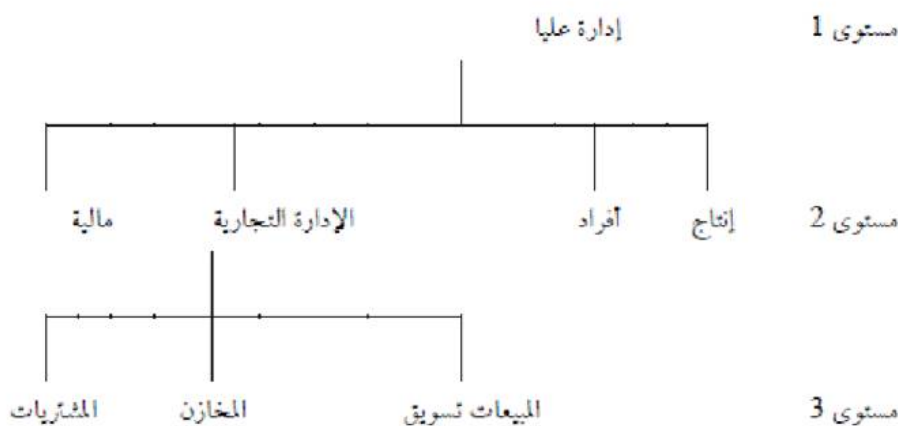 مستوى 1 إدارة عليا
مستوى 2 إنتاج أفراد الإدارة التجارية مالية
مستوى 3 المبيعات تسويق المخازن المشتريات